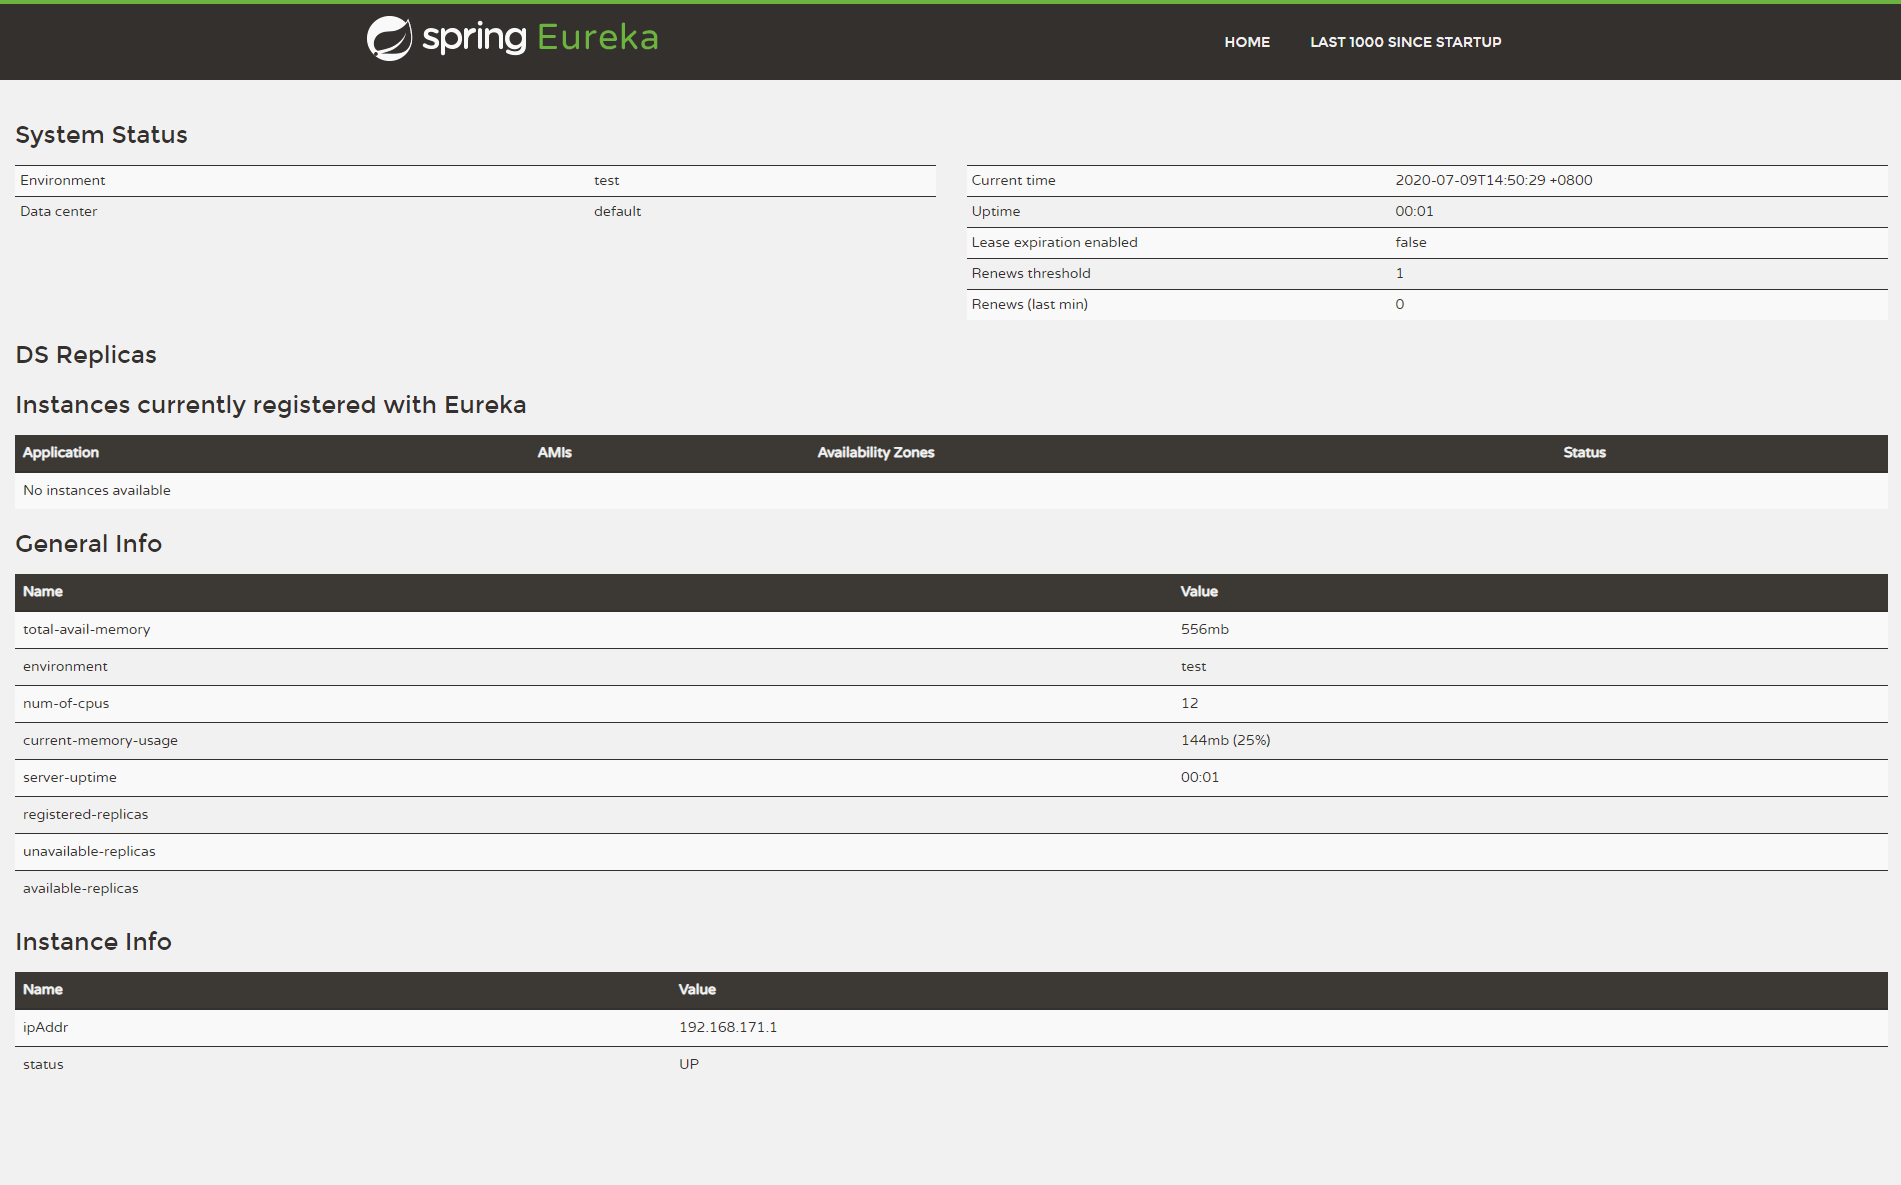 spring Eureka
HOME LAST 1000 SINCE STARTUP
System Status
Environment test
Data center default
Current time 2020-07-09T14:50:29 +0800
Uptime 00:01
Lease expiration enabled false
Renews threshold 1
Renews (last min) 0
DS Replicas
Instances currently registered with Eureka
Application AMIs Availability Zones Status
No instances available
General Info
Name Value
total-avail-memory 556mb
environment test
num-of-cpus 12
current-memory-usage 144mb (25%)
server-uptime 00:01
registered-replicas
unavailable-replicas
available-replicas
Instance Info
Name Value
ipAddr 192.168.171.1
status UP